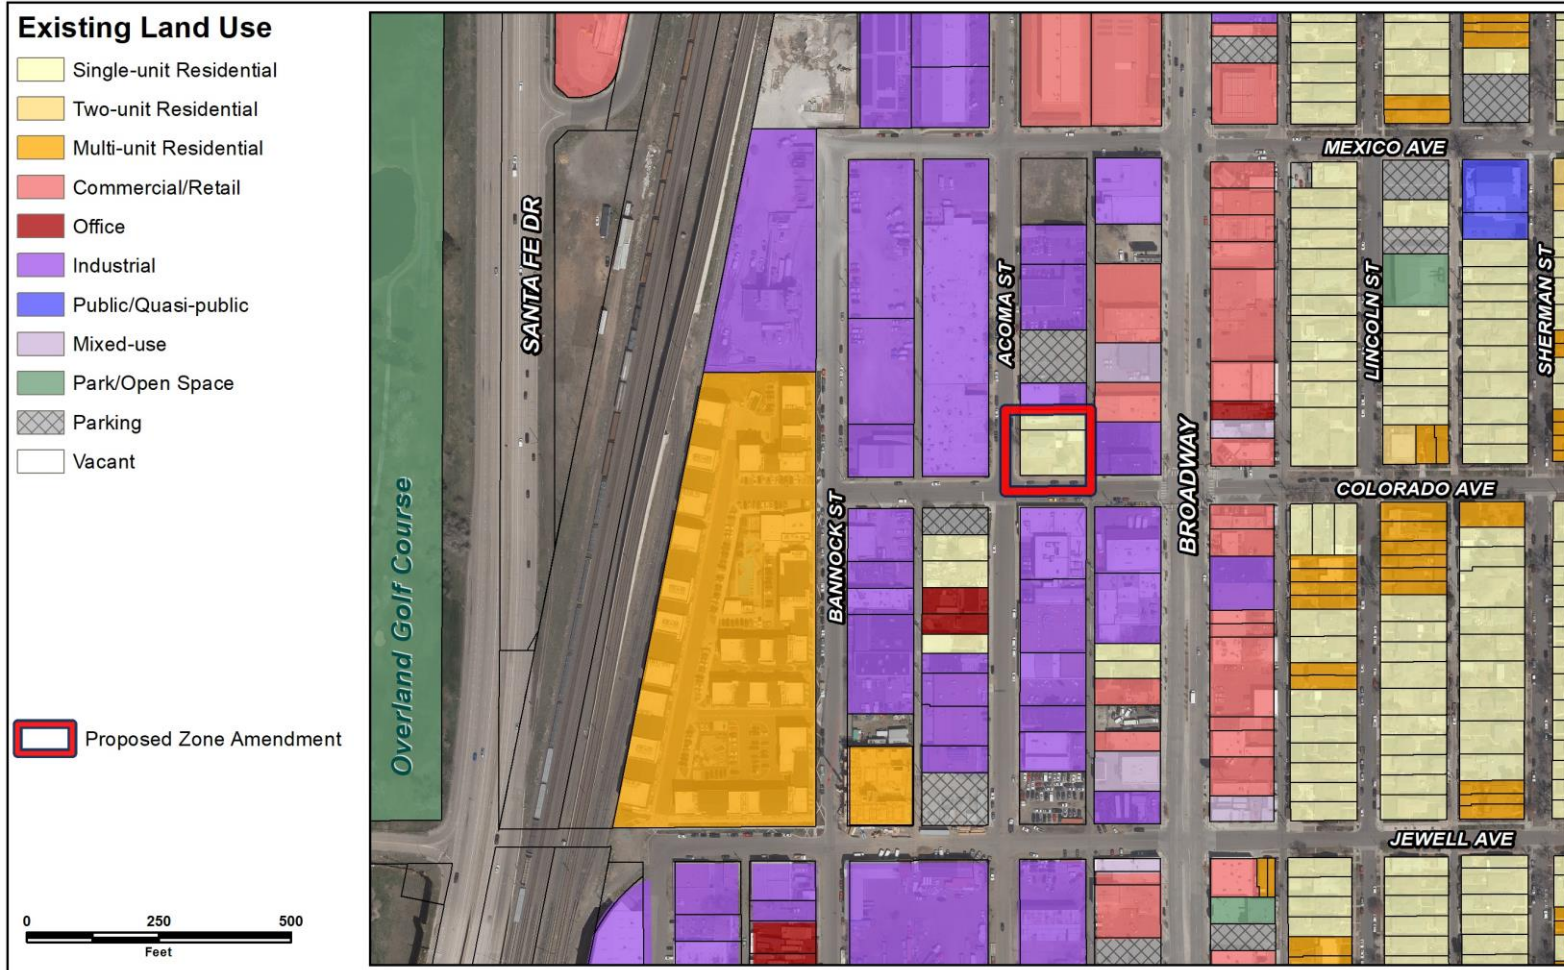 Existing Land Use
Single-unit Residential
Two-unit Residential
Multi-unit Residential
Commercial/Retail
Office
Industrial
Public/Quasi-public
Mixed-use
Park/Open Space
Parking
Vacant
Proposed Zone Amendment
0 250 500
Feet
MEXICO AVE
SANTA FE DR
ACOMA ST
LINCOLN ST
SHERMAN ST
BROADWAY
COLORADO AVE
BANNOCK ST
Overland Golf Course
JEWELL AVE